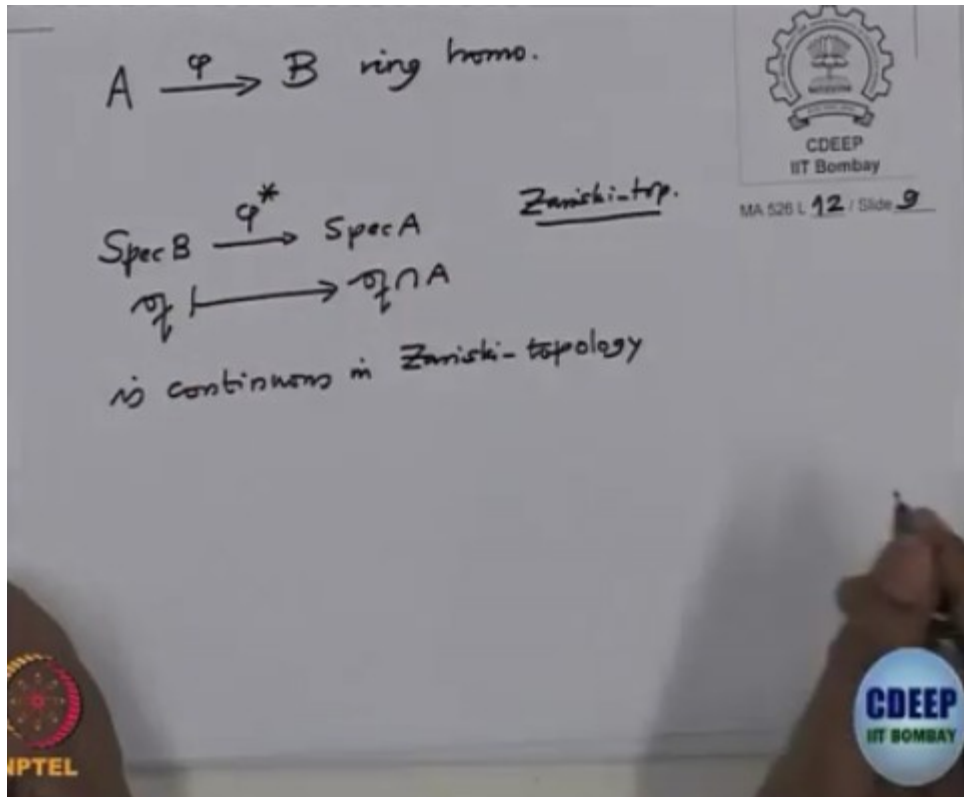 A —φ→ B ring homo.
CDEEP
IIT Bombay
MA 526 L 12 / Slide 9
Spec B —φ*→ Spec A Zariski-top.
𝔮 ↦ 𝔮 ∩ A
is continuous in Zariski-topology
NPTEL
CDEEP
IIT BOMBAY